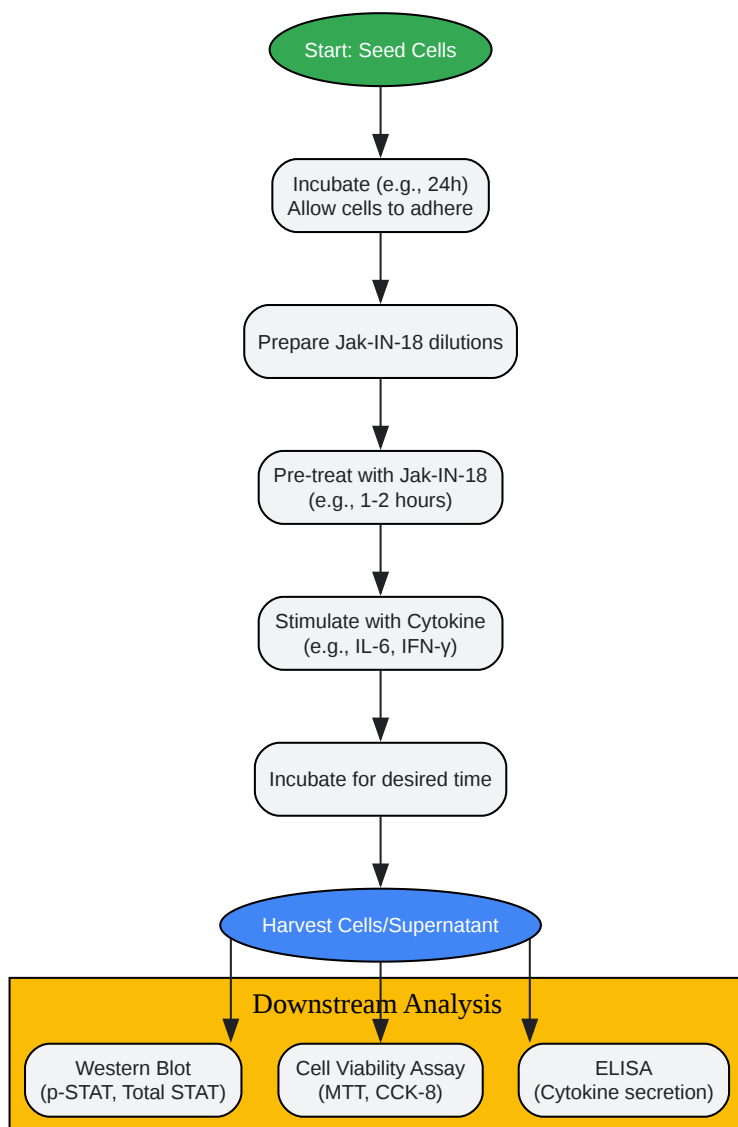 Start: Seed Cells
Incubate (e.g., 24h)
Allow cells to adhere
Prepare Jak-IN-18 dilutions
Pre-treat with Jak-IN-18
(e.g., 1-2 hours)
Stimulate with Cytokine
(e.g., IL-6, IFN-γ)
Incubate for desired time
Harvest Cells/Supernatant
Downstream Analysis
Western Blot
(p-STAT, Total STAT)
Cell Viability Assay
(MTT, CCK-8)
ELISA
(Cytokine secretion)